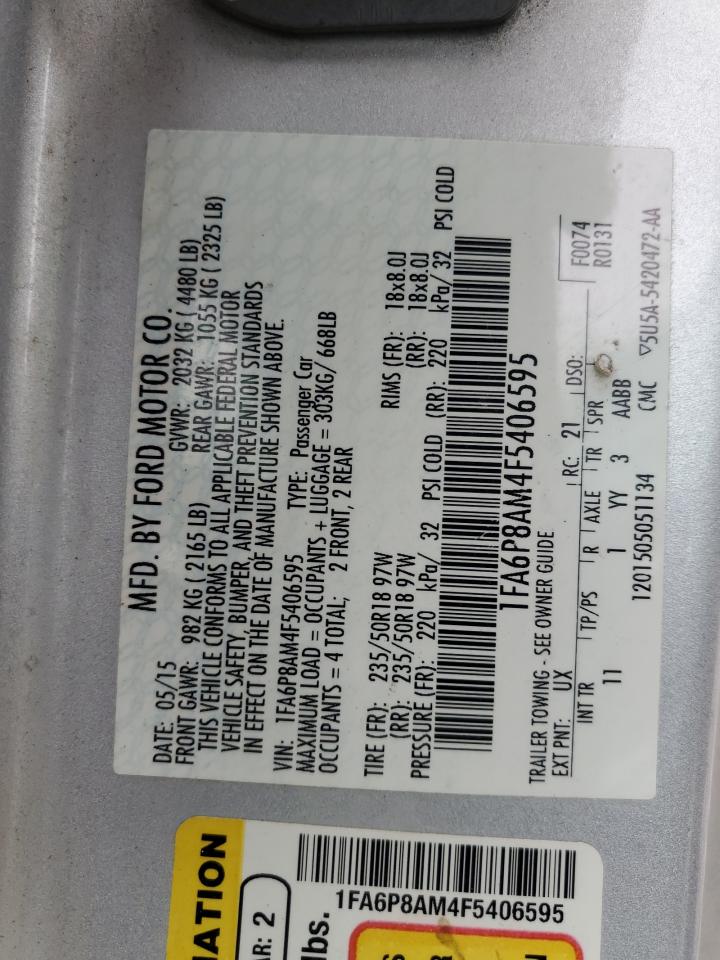 MFD. BY FORD MOTOR CO.
DATE: 05/15 GVWR: 2032 KG ( 4480 LB)
FRONT GAWR: 982 KG ( 2165 LB) REAR GAWR: 1055 KG ( 2325 LB)
THIS VEHICLE CONFORMS TO ALL APPLICABLE FEDERAL MOTOR
VEHICLE SAFETY, BUMPER, AND THEFT PREVENTION STANDARDS
IN EFFECT ON THE DATE OF MANUFACTURE SHOWN ABOVE.
VIN: 1FA6P8AM4F5406595 TYPE: Passenger Car
MAXIMUM LOAD = OCCUPANTS + LUGGAGE = 303KG/ 668LB
OCCUPANTS = 4 TOTAL; 2 FRONT, 2 REAR
TIRE (FR): 235/50R18 97W RIMS (FR): 18x8.0J
(RR): 235/50R18 97W (RR): 18x8.0J
PRESSURE (FR): 220 kPa/ 32 PSI COLD (RR): 220 kPa/ 32 PSI COLD
1FA6P8AM4F5406595
TRAILER TOWING - SEE OWNER GUIDE
EXT PNT: UX RC: 21 DSO: F0074
INT TR TP/PS R AXLE TR SPR R0131
11 1 YY 3 AABB
1201505051134 CMC ▽5U5A-5420472-AA
MATION
AR: 2
lbs.
1FA6P8AM4F5406595